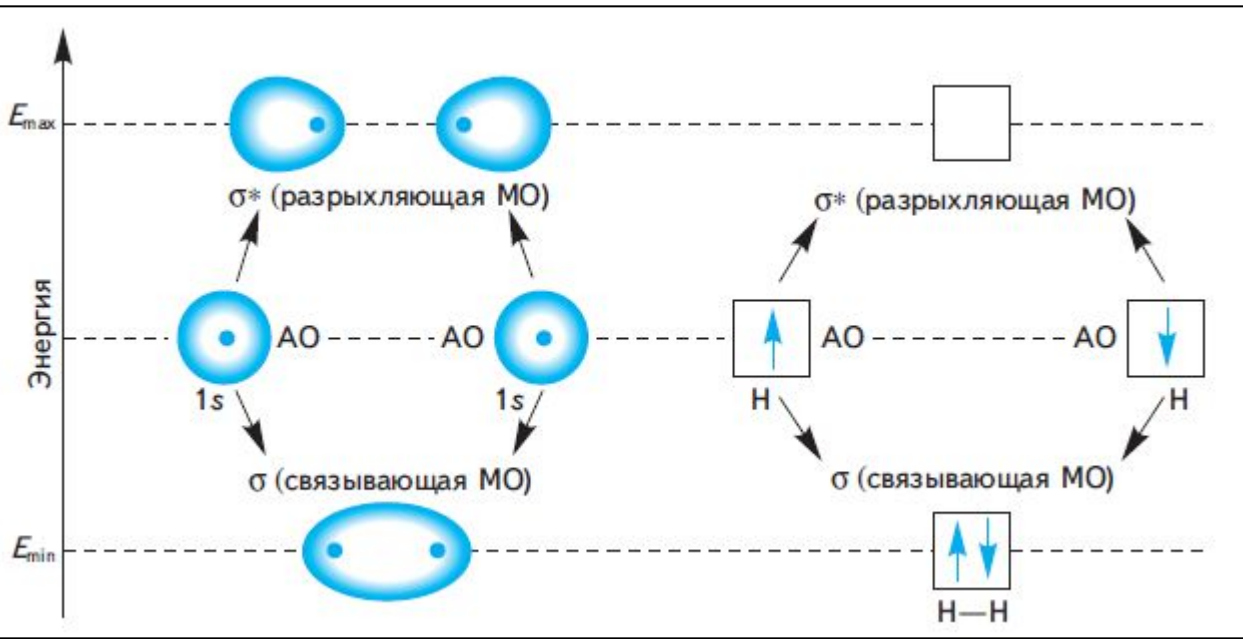 Энергия
Emax
σ* (разрыхляющая МО)
σ* (разрыхляющая МО)
АО
АО
АО
АО
1s
1s
H
H
σ (связывающая МО)
σ (связывающая МО)
Emin
H—H